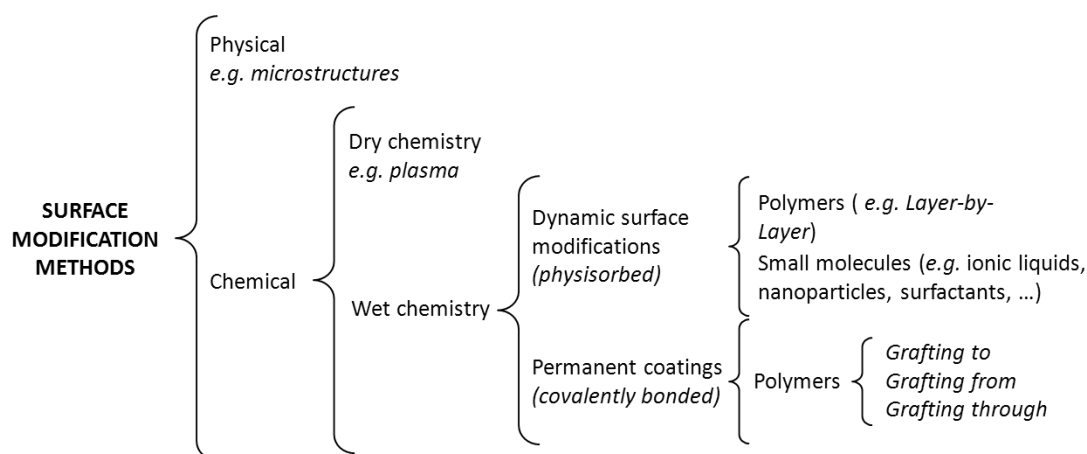 SURFACE
MODIFICATION
METHODS
Physical
e.g. microstructures
Chemical
Dry chemistry
e.g. plasma
Wet chemistry
Dynamic surface
modifications
(physisorbed)
Polymers ( e.g. Layer-by-
Layer)
Small molecules (e.g. ionic liquids,
nanoparticles, surfactants, …)
Permanent coatings
(covalently bonded)
Polymers
Grafting to
Grafting from
Grafting through